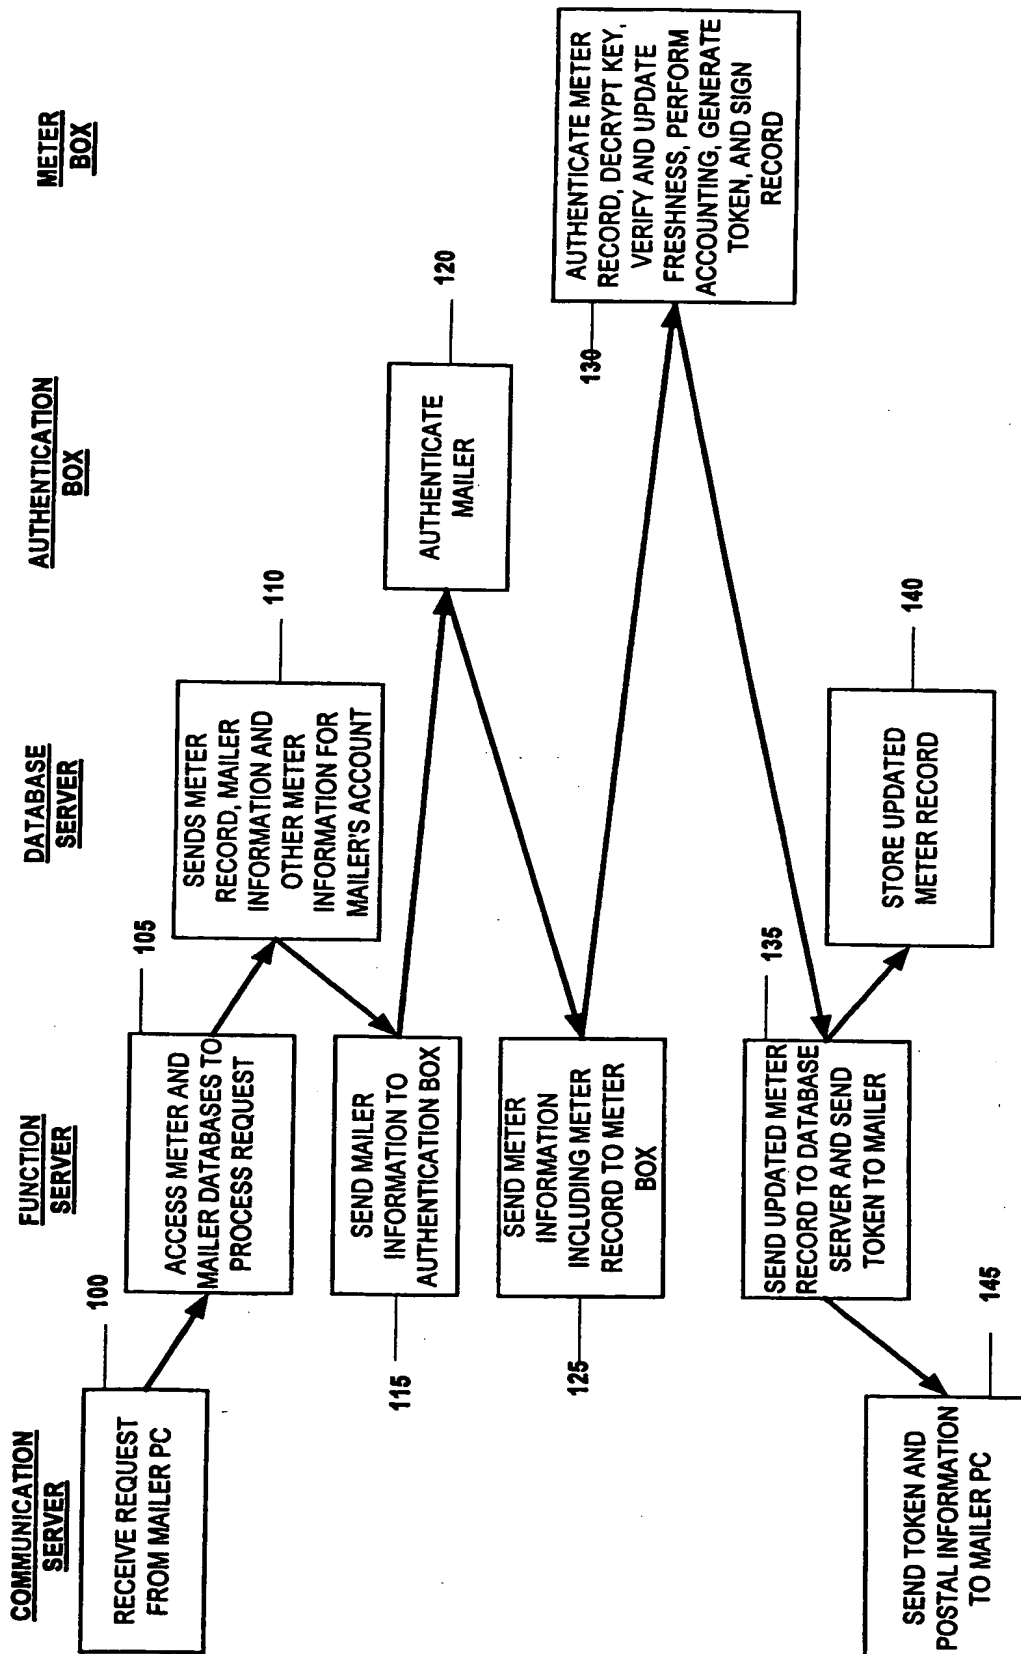 COMMUNICATION
SERVER
FUNCTION
SERVER
DATABASE
SERVER
AUTHENTICATION
BOX
METER
BOX
RECEIVE REQUEST
FROM MAILER PC
100
ACCESS METER AND
MAILER DATABASES TO
PROCESS REQUEST
105
SENDS METER
RECORD, MAILER
INFORMATION AND
OTHER METER
INFORMATION FOR
MAILER'S ACCOUNT
110
SEND MAILER
INFORMATION TO
AUTHENTICATION BOX
115
AUTHENTICATE
MAILER
120
SEND METER
INFORMATION
INCLUDING METER
RECORD TO METER
BOX
125
AUTHENTICATE METER
RECORD, DECRYPT KEY,
VERIFY AND UPDATE
FRESHNESS, PERFORM
ACCOUNTING, GENERATE
TOKEN, AND SIGN
RECORD
130
SEND UPDATED METER
RECORD TO DATABASE
SERVER AND SEND
TOKEN TO MAILER
135
STORE UPDATED
METER RECORD
140
SEND TOKEN AND
POSTAL INFORMATION
TO MAILER PC
145